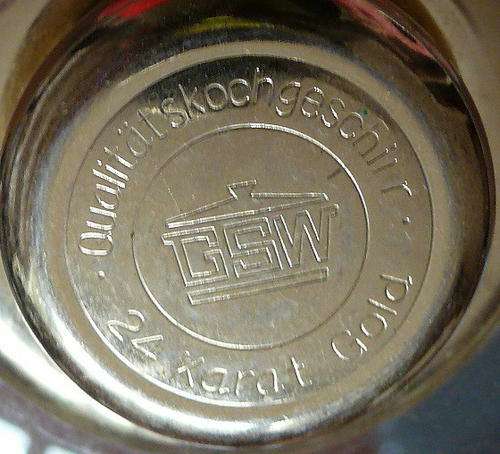 · Qualitätskochgeschirr ·
GSW
24 Karat Gold